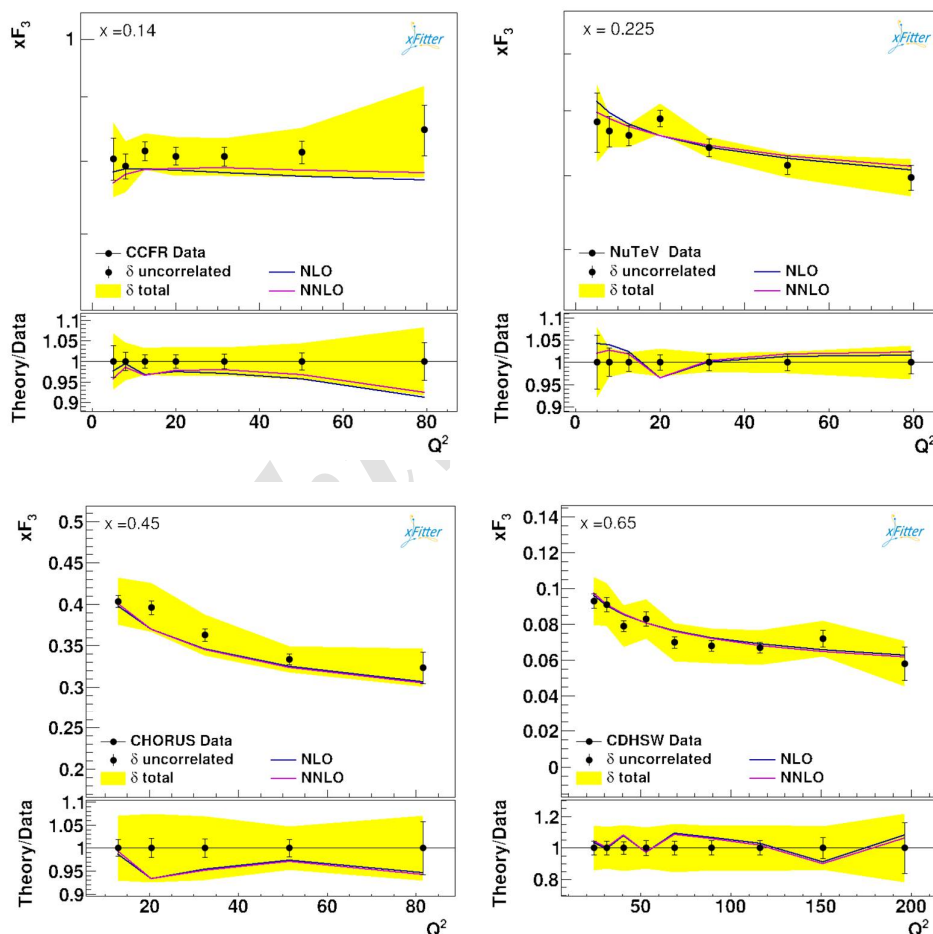 xF3
1
x =0.14
xFitter
CCFR Data
δ uncorrelated
NLO
δ total
NNLO
Theory/Data
1.1
1.05
1
0.95
0.9
0 20 40 60 80
Q2
xF3
x = 0.225
xFitter
NuTeV Data
δ uncorrelated
NLO
δ total
NNLO
Theory/Data
1.1
1.05
1
0.95
0.9
0 20 40 60 80
Q2
xF3
0.5
0.45
0.4
0.35
0.3
0.25
0.2
x =0.45
xFitter
CHORUS Data
δ uncorrelated
NLO
δ total
NNLO
Theory/Data
1.1
1.05
1
0.95
0.9
20 40 60 80
Q2
xF3
0.14
0.12
0.1
0.08
0.06
0.04
0.02
0
x =0.65
xFitter
CDHSW Data
δ uncorrelated
NLO
δ total
NNLO
Theory/Data
1.2
1
0.8
50 100 150 200
Q2